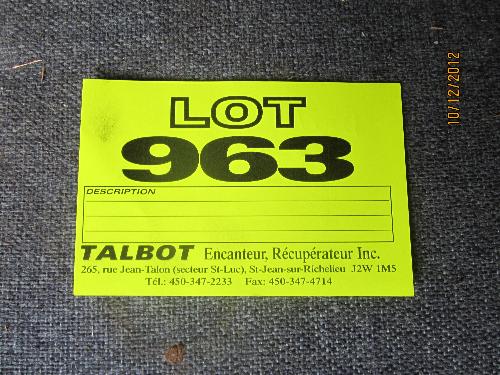 LOT
963
DESCRIPTION
TALBOT Encanteur, Récupérateur Inc.
265, rue Jean-Talon (secteur St-Luc), St-Jean-sur-Richelieu J2W 1M5
Tél.: 450-347-2233 Fax: 450-347-4714
10/12/2012